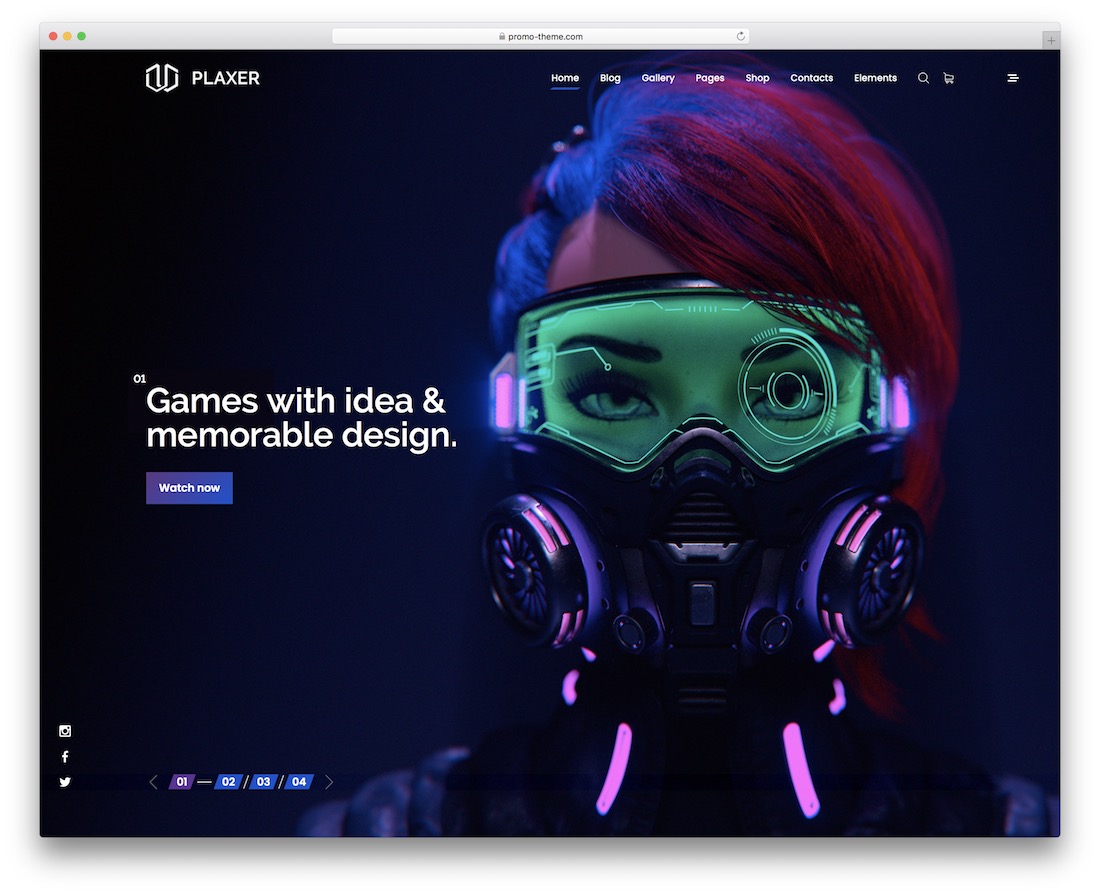 promo-theme.com
PLAXER
Home Blog Gallery Pages Shop Contacts Elements
01
Games with idea &
memorable design.
Watch now
01 — 02 / 03 / 04